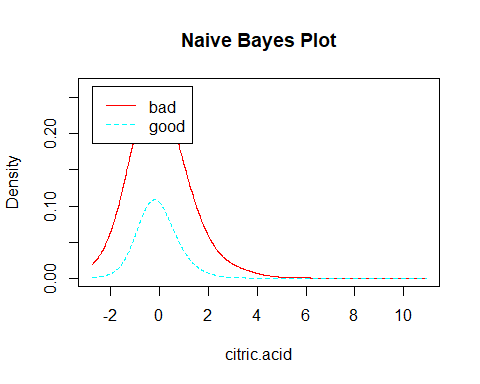 Naive Bayes Plot
bad
good
Density
0.00 0.10 0.20
-2 0 2 4 6 8 10
citric.acid